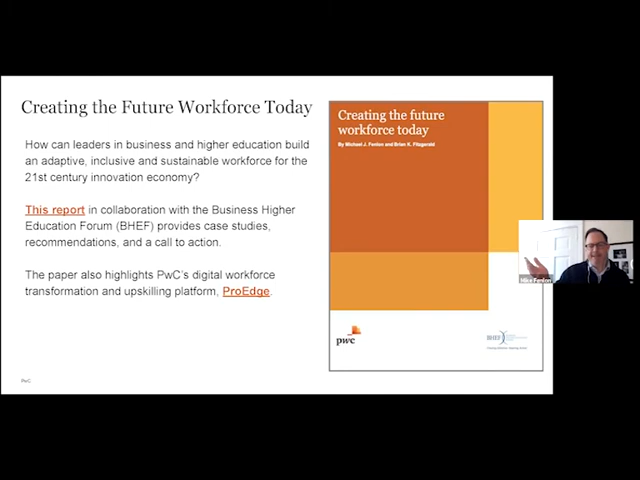 Creating the Future Workforce Today
How can leaders in business and higher education build
an adaptive, inclusive and sustainable workforce for the
21st century innovation economy?
This report in collaboration with the Business Higher
Education Forum (BHEF) provides case studies,
recommendations, and a call to action.
The paper also highlights PwC's digital workforce
transformation and upskilling platform, ProEdge.
PwC
Creating the future
workforce today
By Michael J. Fenlon and Brian K. Fitzgerald
pwc
BHEF